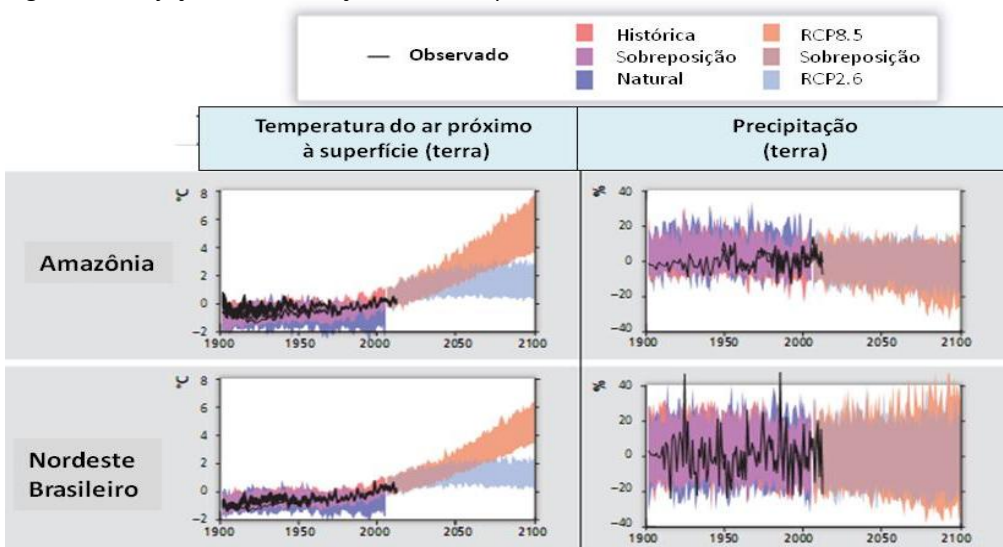 Observado
Histórica
Sobreposição
Natural
RCP8.5
Sobreposição
RCP2.6
Temperatura do ar próximo
à superfície (terra)
Precipitação
(terra)
Amazônia
°C
8
6
4
2
0
−2
1900 1950 2000 2050 2100
%
40
20
0
−20
−40
1900 1950 2000 2050 2100
Nordeste
Brasileiro
°C
8
6
4
2
0
−2
1900 1950 2000 2050 2100
%
40
20
0
−20
−40
1900 1950 2000 2050 2100